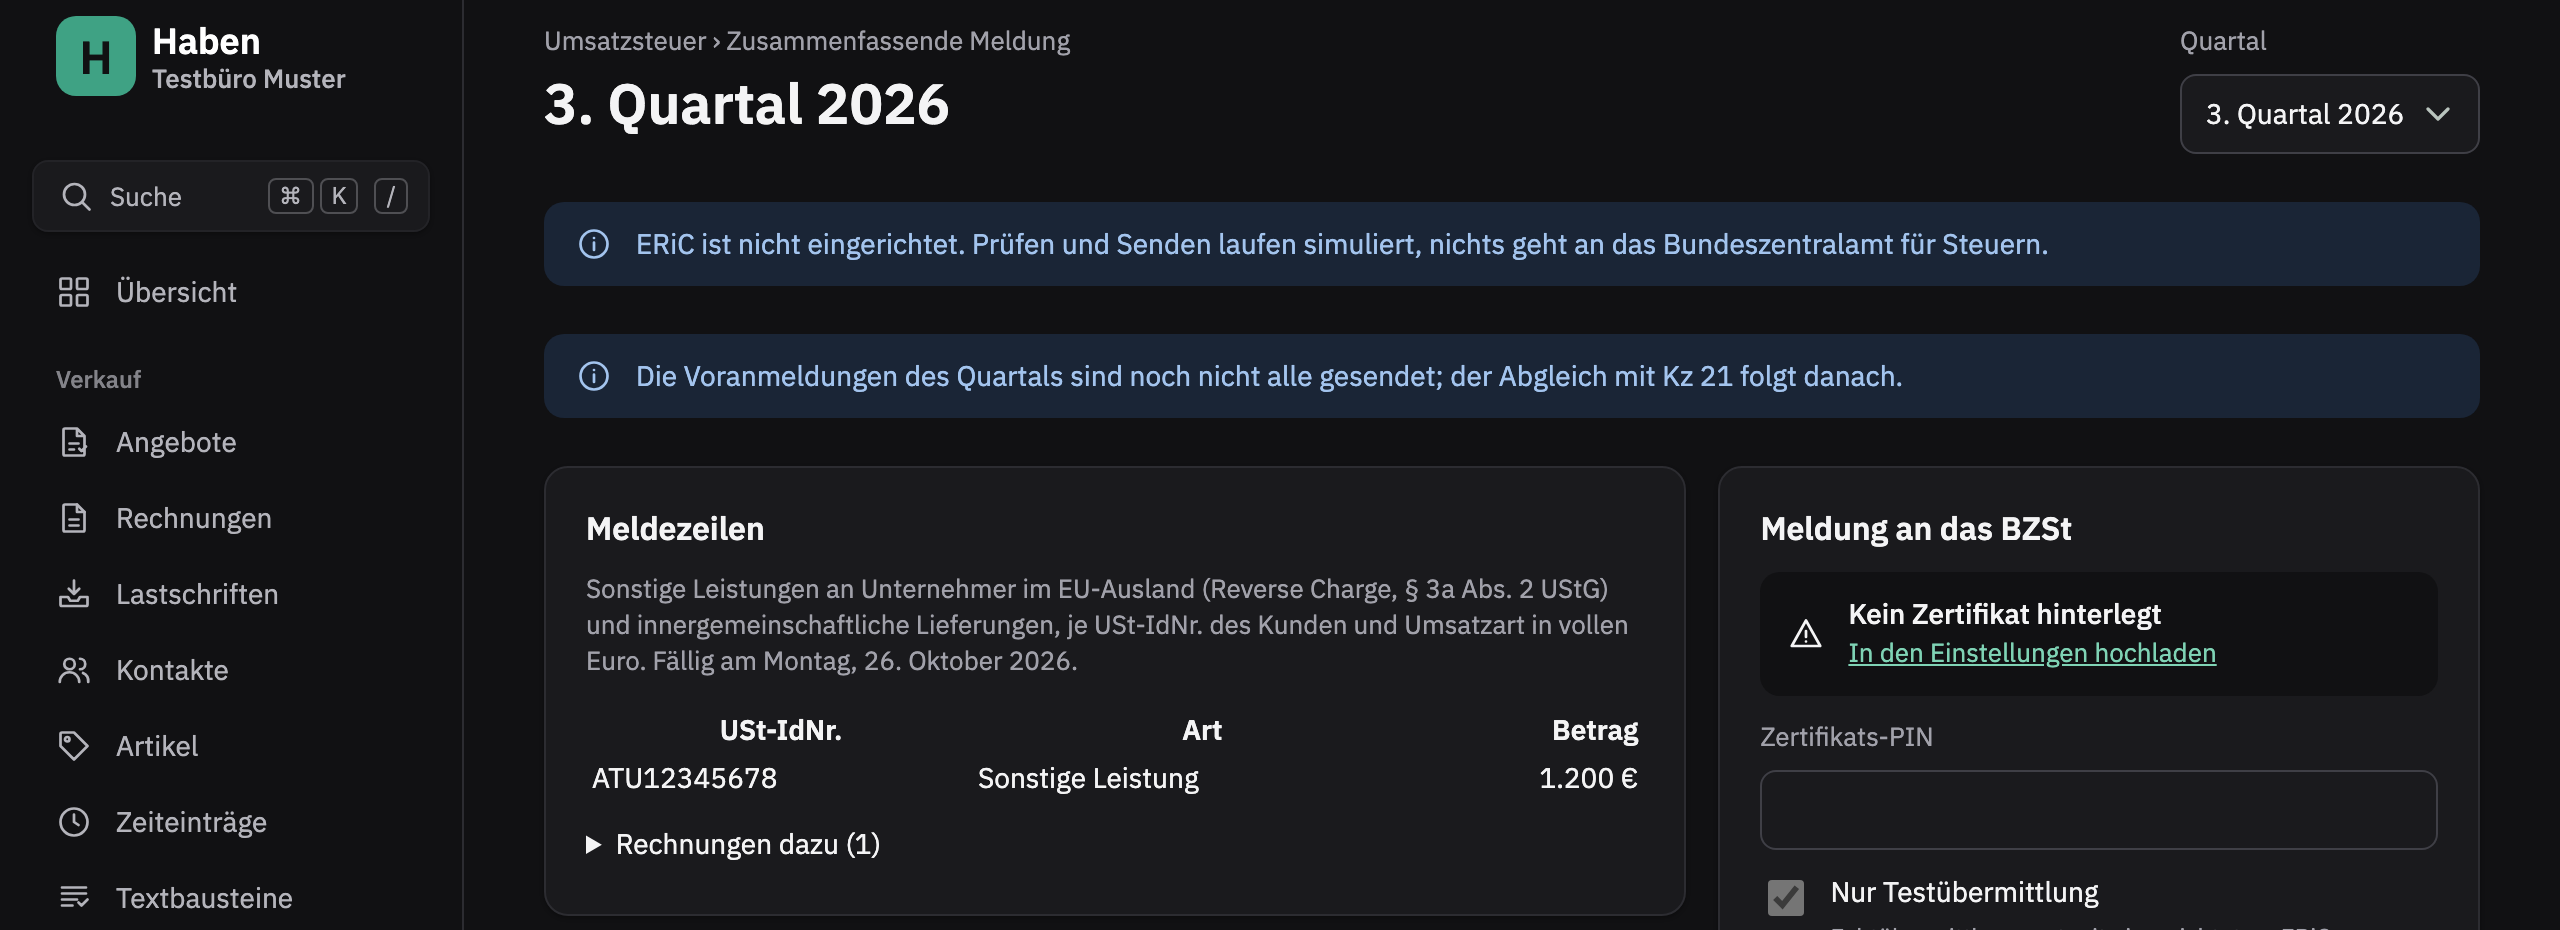 H
Haben
Testbüro Muster
Suche ⌘ K /
Übersicht
Verkauf
Angebote
Rechnungen
Lastschriften
Kontakte
Artikel
Zeiteinträge
Textbausteine
Umsatzsteuer › Zusammenfassende Meldung
3. Quartal 2026
Quartal
3. Quartal 2026
ERiC ist nicht eingerichtet. Prüfen und Senden laufen simuliert, nichts geht an das Bundeszentralamt für Steuern.
Die Voranmeldungen des Quartals sind noch nicht alle gesendet; der Abgleich mit Kz 21 folgt danach.
Meldezeilen
Sonstige Leistungen an Unternehmer im EU-Ausland (Reverse Charge, § 3a Abs. 2 UStG)
und innergemeinschaftliche Lieferungen, je USt-IdNr. des Kunden und Umsatzart in vollen
Euro. Fällig am Montag, 26. Oktober 2026.
USt-IdNr. Art Betrag
ATU12345678 Sonstige Leistung 1.200 €
Rechnungen dazu (1)
Meldung an das BZSt
Kein Zertifikat hinterlegt
In den Einstellungen hochladen
Zertifikats-PIN
Nur Testübermittlung